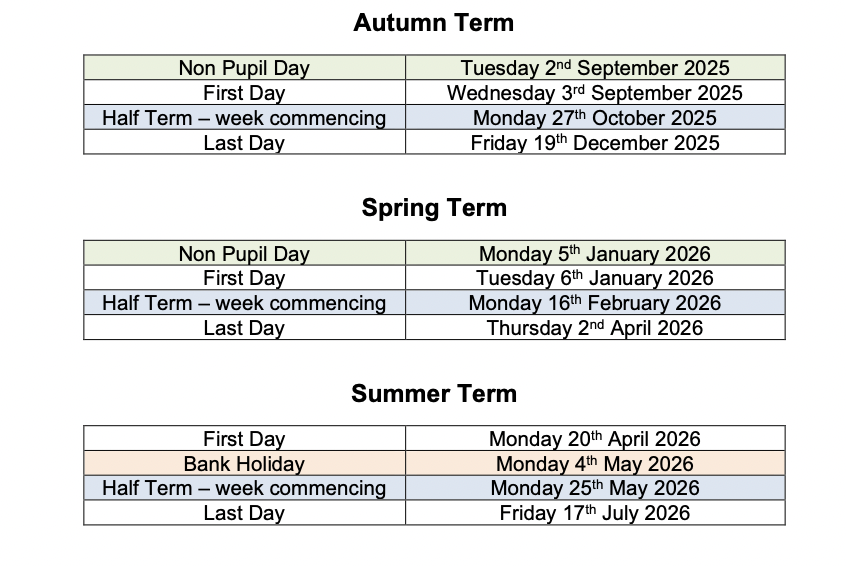 Autumn Term
Non Pupil Day Tuesday 2nd September 2025
First Day Wednesday 3rd September 2025
Half Term – week commencing Monday 27th October 2025
Last Day Friday 19th December 2025
Spring Term
Non Pupil Day Monday 5th January 2026
First Day Tuesday 6th January 2026
Half Term – week commencing Monday 16th February 2026
Last Day Thursday 2nd April 2026
Summer Term
First Day Monday 20th April 2026
Bank Holiday Monday 4th May 2026
Half Term – week commencing Monday 25th May 2026
Last Day Friday 17th July 2026